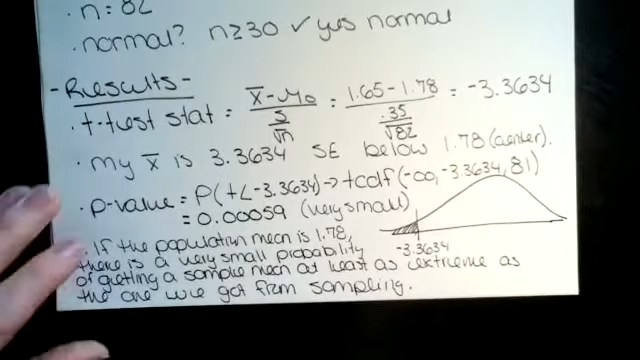 · n = 82
· normal? n ≥ 30 ✓ yes normal
- Results -
· t-test stat = (x̄ - μ₀) / (s/√n) = (1.65 - 1.78) / (.35/√82) = -3.3634
· my x̄ is 3.3634 SE below 1.78 (center).
· p-value = P(t < -3.3634) → tcdf(-∞, -3.3634, 81)
= 0.00059 (very small)
-3.3634
· If the population mean is 1.78,
there is a very small probability
of getting a sample mean at least as extreme as
the one we got from sampling.